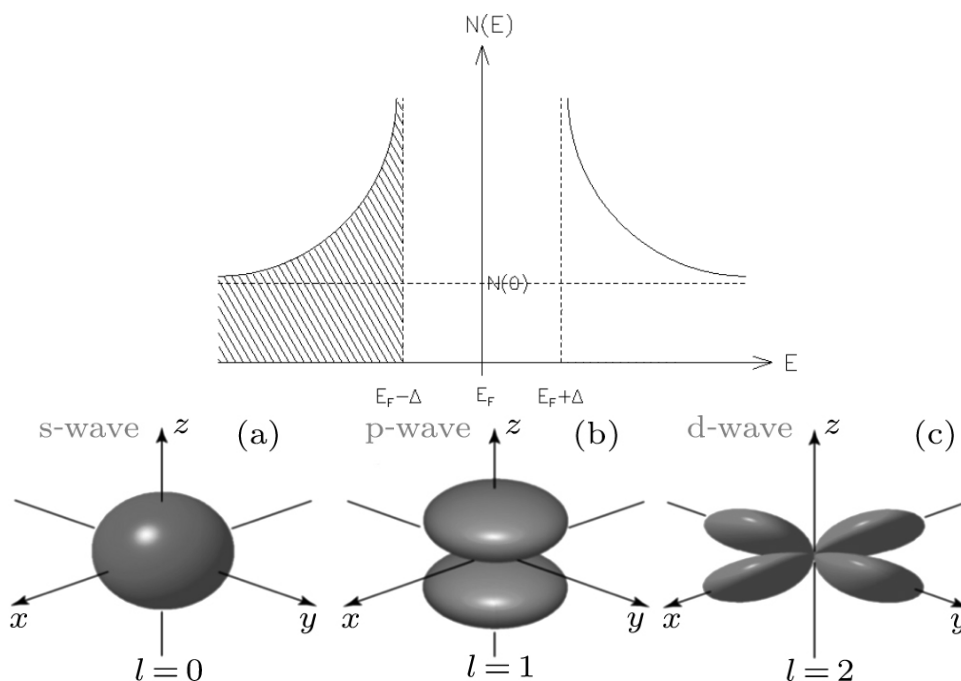 N(E)
N(0)
E
E_F−Δ E_F E_F+Δ
s-wave z (a) p-wave z (b) d-wave z (c)
x y x y x y
l = 0 l = 1 l = 2